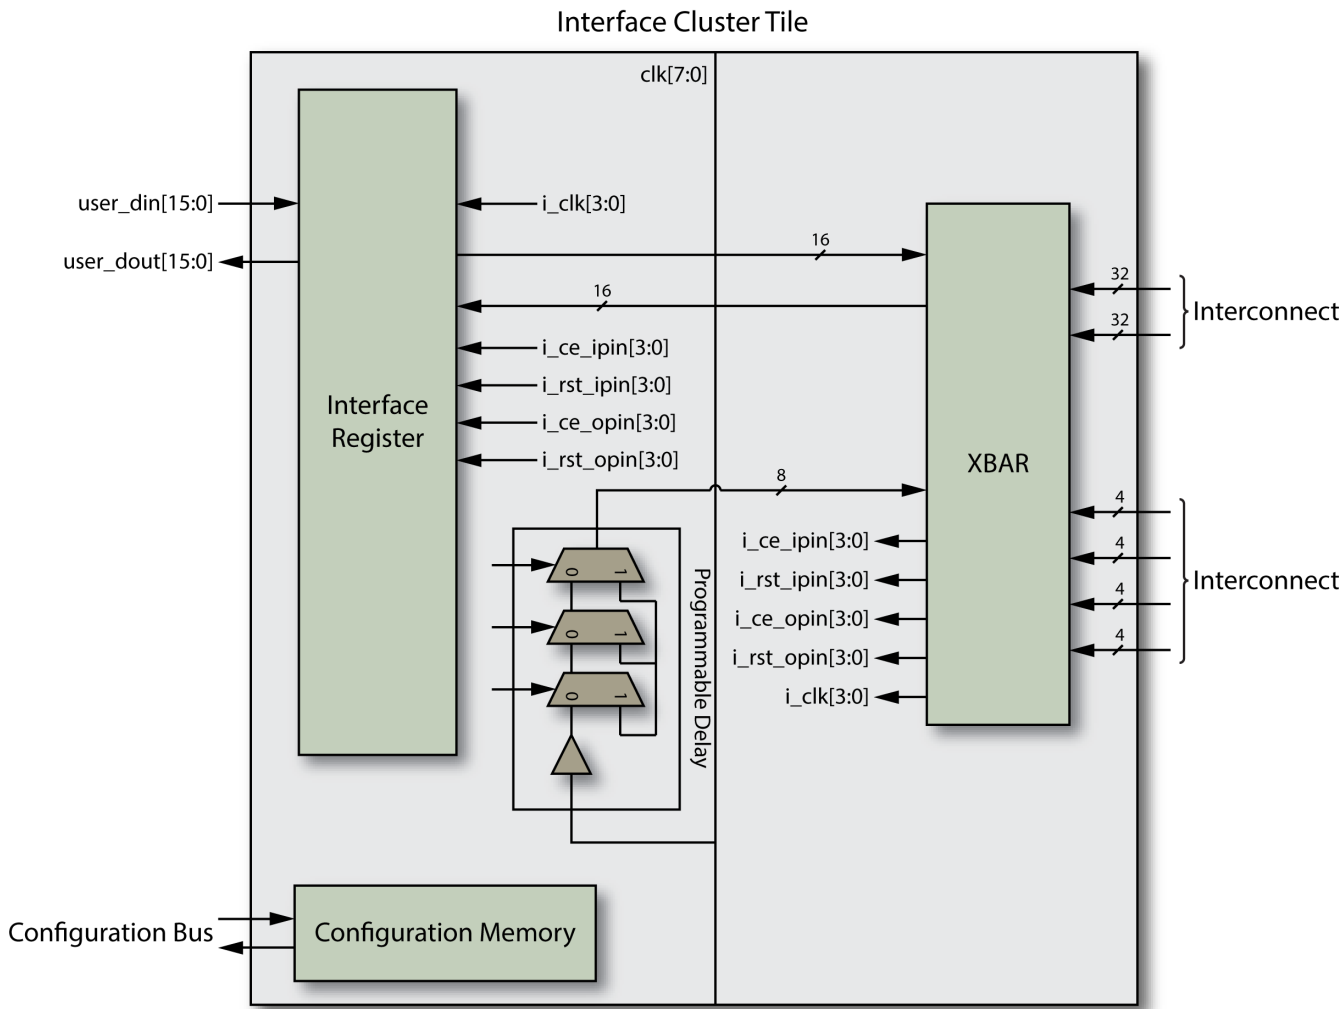 Interface Cluster Tile
clk[7:0]
user_din[15:0]
i_clk[3:0]
user_dout[15:0]
16
16
32
32
Interconnect
i_ce_ipin[3:0]
i_rst_ipin[3:0]
i_ce_opin[3:0]
i_rst_opin[3:0]
Interface
Register
XBAR
8
4
4
4
4
Interconnect
i_ce_ipin[3:0]
i_rst_ipin[3:0]
i_ce_opin[3:0]
i_rst_opin[3:0]
i_clk[3:0]
0 1
0 1
0 1
Programmable Delay
Configuration Bus
Configuration Memory